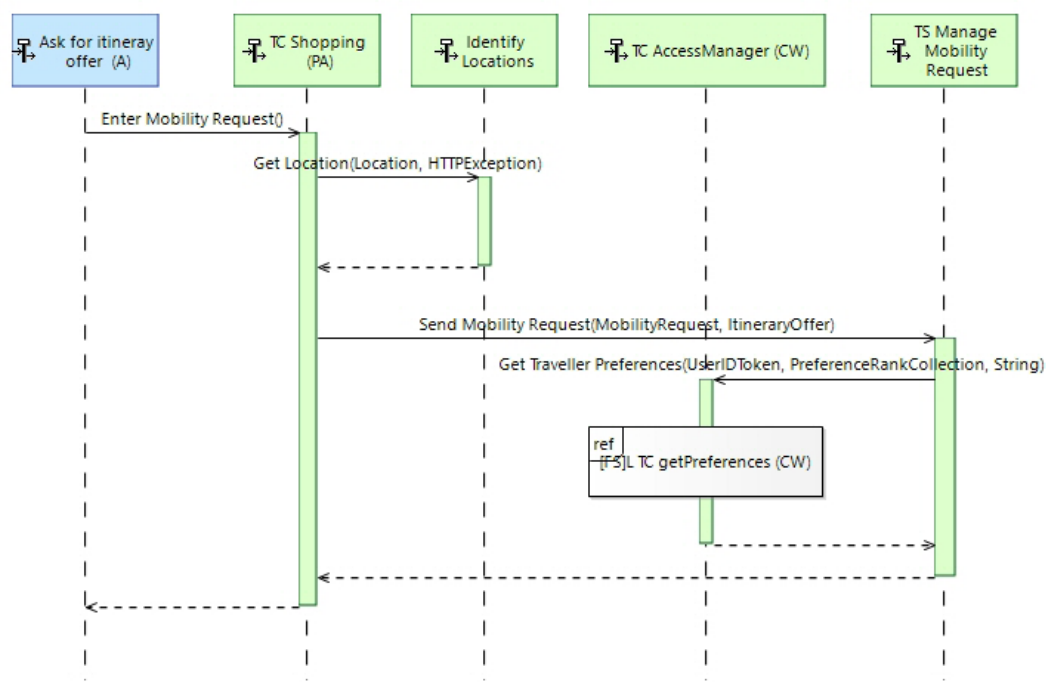 Ask for itineray
offer (A)
TC Shopping
(PA)
Identify
Locations
TC AccessManager (CW)
TS Manage
Mobility
Request
Enter Mobility Request()
Get Location(Location, HTTPException)
Send Mobility Request(MobilityRequest, ItineraryOffer)
Get Traveller Preferences(UserIDToken, PreferenceRankCollection, String)
ref
[FS]L TC getPreferences (CW)